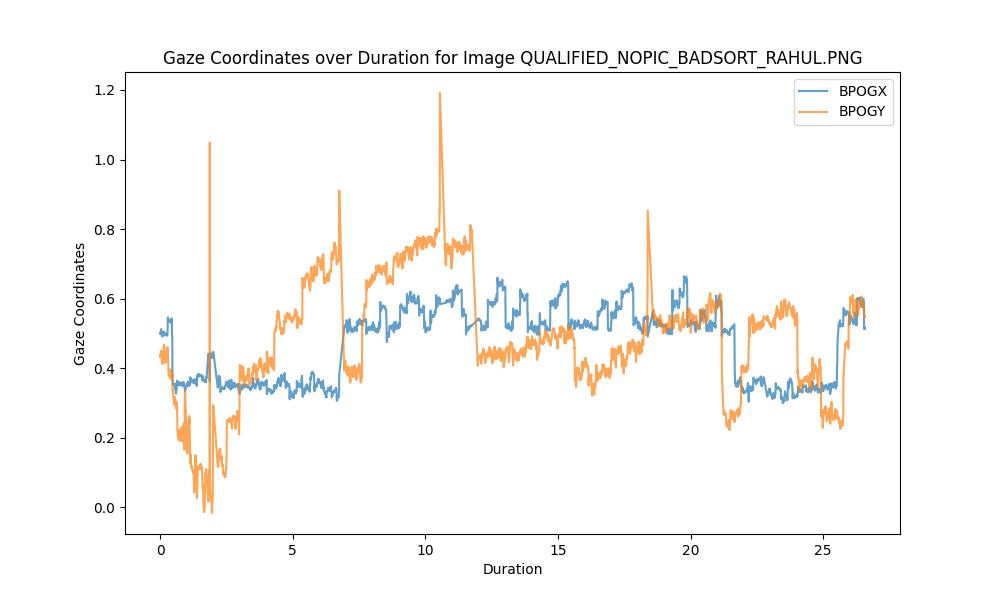 Gaze Coordinates over Duration for Image QUALIFIED_NOPIC_BADSORT_RAHUL.PNG
BPOGX
BPOGY
1.2
1.0
0.8
0.6
0.4
0.2
0.0
Gaze Coordinates
0 5 10 15 20 25
Duration